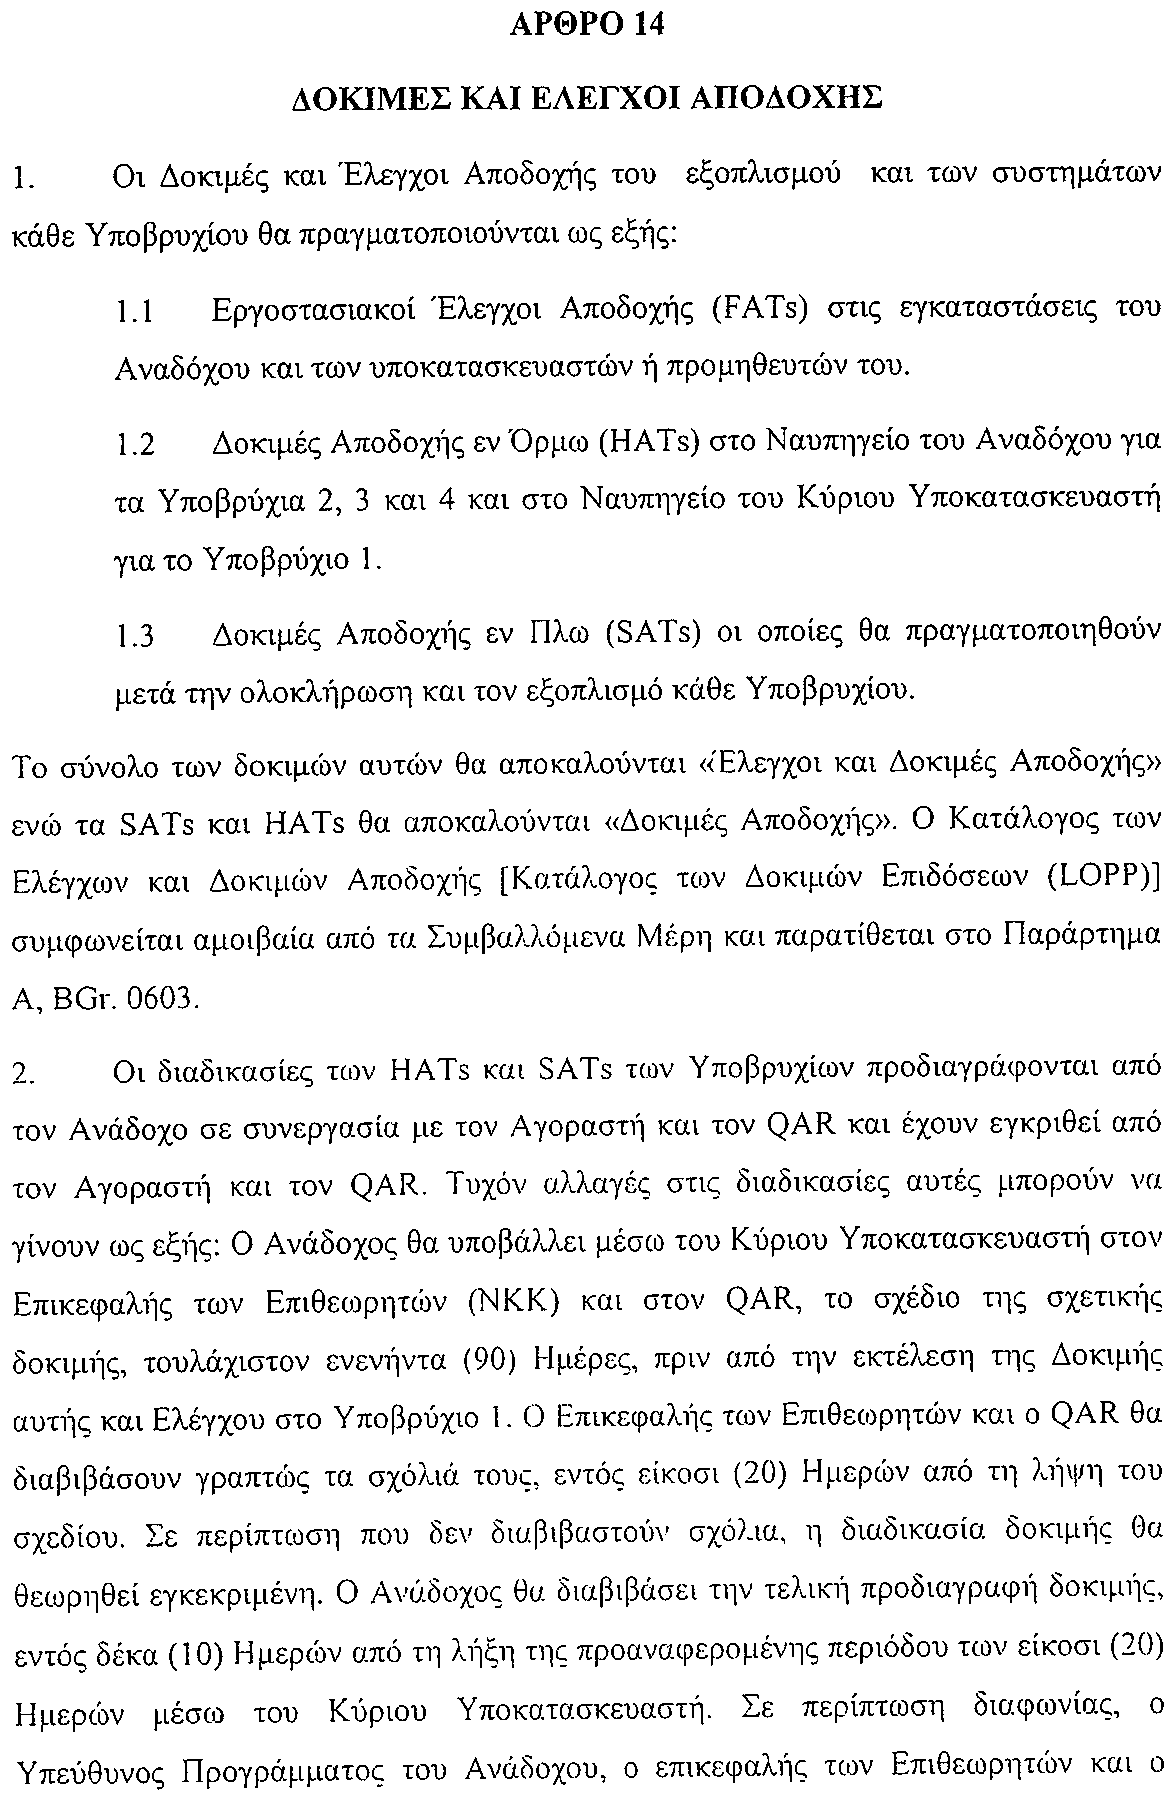 ΑΡΘΡΟ 14
ΔΟΚΙΜΕΣ ΚΑΙ ΕΛΕΓΧΟΙ ΑΠΟΔΟΧΗΣ
1. Οι Δοκιμές και Έλεγχοι Αποδοχής του εξοπλισμού και των συστημάτων
κάθε Υποβρυχίου θα πραγματοποιούνται ως εξής:
1.1 Εργοστασιακοί Έλεγχοι Αποδοχής (FATs) στις εγκαταστάσεις του
Αναδόχου και των υποκατασκευαστών ή προμηθευτών του.
1.2 Δοκιμές Αποδοχής εν Όρμω (HATs) στο Ναυπηγείο του Αναδόχου για
τα Υποβρύχια 2, 3 και 4 και στο Ναυπηγείο του Κύριου Υποκατασκευαστή
για το Υποβρύχιο 1.
1.3 Δοκιμές Αποδοχής εν Πλω (SATs) οι οποίες θα πραγματοποιηθούν
μετά την ολοκλήρωση και τον εξοπλισμό κάθε Υποβρυχίου.
Το σύνολο των δοκιμών αυτών θα αποκαλούνται «Έλεγχοι και Δοκιμές Αποδοχής»
ενώ τα SATs και HATs θα αποκαλούνται «Δοκιμές Αποδοχής». Ο Κατάλογος των
Ελέγχων και Δοκιμών Αποδοχής [Κατάλογος των Δοκιμών Επιδόσεων (LOPP)]
συμφωνείται αμοιβαία από τα Συμβαλλόμενα Μέρη και παρατίθεται στο Παράρτημα
Α, BGr. 0603.
2. Οι διαδικασίες των HATs και SATs των Υποβρυχίων προδιαγράφονται από
τον Ανάδοχο σε συνεργασία με τον Αγοραστή και τον QAR και έχουν εγκριθεί από
τον Αγοραστή και τον QAR. Τυχόν αλλαγές στις διαδικασίες αυτές μπορούν να
γίνουν ως εξής: Ο Ανάδοχος θα υποβάλλει μέσω του Κύριου Υποκατασκευαστή στον
Επικεφαλής των Επιθεωρητών (ΝΚΚ) και στον QAR, το σχέδιο της σχετικής
δοκιμής, τουλάχιστον ενενήντα (90) Ημέρες, πριν από την εκτέλεση της Δοκιμής
αυτής και Ελέγχου στο Υποβρύχιο 1. Ο Επικεφαλής των Επιθεωρητών και ο QAR θα
διαβιβάσουν γραπτώς τα σχόλιά τους, εντός είκοσι (20) Ημερών από τη λήψη του
σχεδίου. Σε περίπτωση που δεν διαβιβαστούν σχόλια, η διαδικασία δοκιμής θα
θεωρηθεί εγκεκριμένη. Ο Ανάδοχος θα διαβιβάσει την τελική προδιαγραφή δοκιμής,
εντός δέκα (10) Ημερών από τη λήξη της προαναφερομένης περιόδου των είκοσι (20)
Ημερών μέσω του Κύριου Υποκατασκευαστή. Σε περίπτωση διαφωνίας, ο
Υπεύθυνος Προγράμματος του Ανάδοχου, ο επικεφαλής των Επιθεωρητών και ο